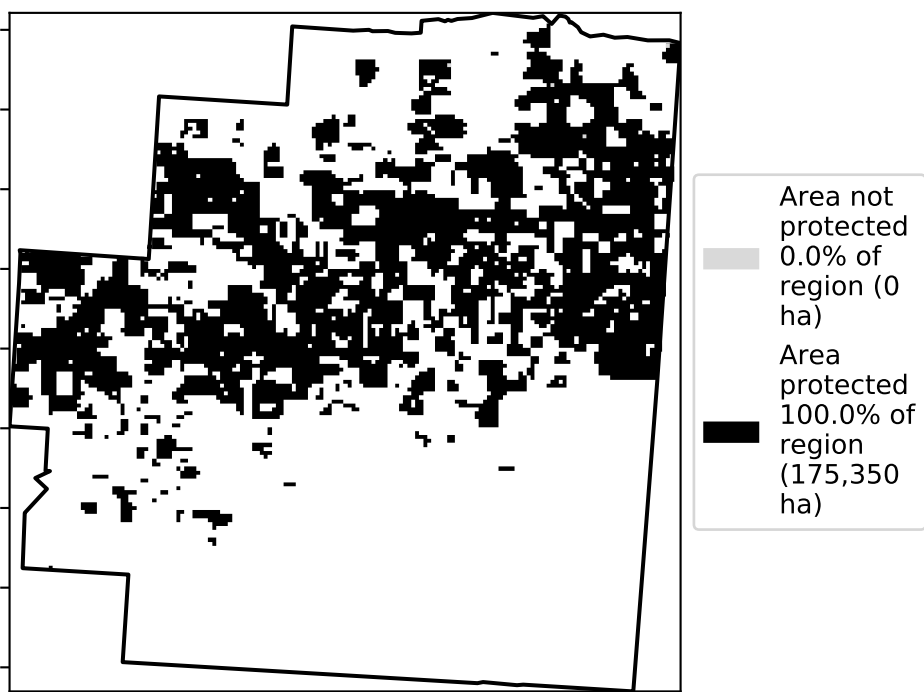 Area not
protected
0.0% of
region (0
ha)
Area
protected
100.0% of
region
(175,350
ha)